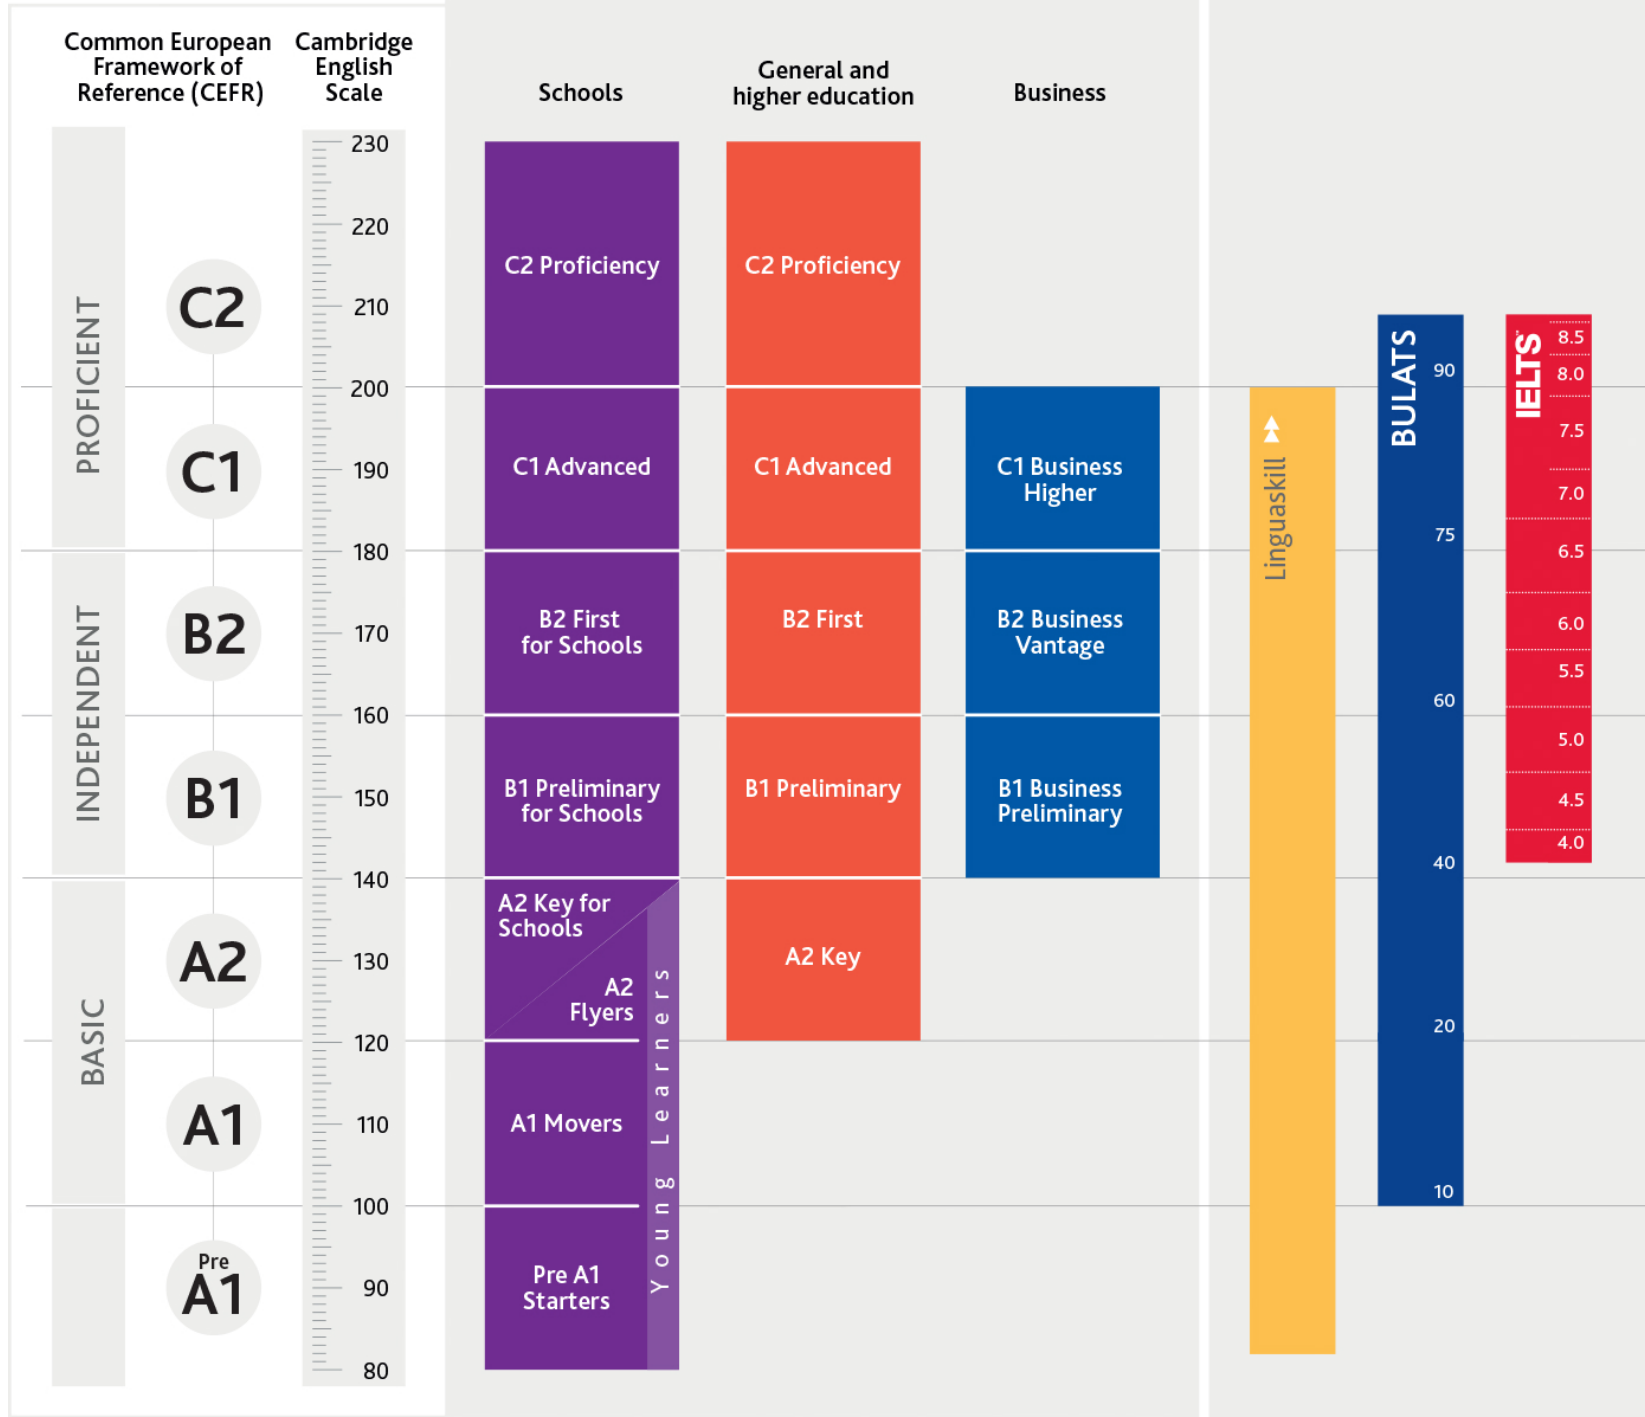 Common European
Framework of
Reference (CEFR)
Cambridge
English
Scale
Schools
General and
higher education
Business
PROFICIENT
INDEPENDENT
BASIC
C2
C1
B2
B1
A2
A1
Pre
A1
230
220
210
200
190
180
170
160
150
140
130
120
110
100
90
80
C2 Proficiency
C1 Advanced
B2 First
for Schools
B1 Preliminary
for Schools
A2 Key for
Schools
A2
Flyers
A1 Movers
Pre A1
Starters
Young Learners
C2 Proficiency
C1 Advanced
B2 First
B1 Preliminary
A2 Key
C1 Business
Higher
B2 Business
Vantage
B1 Business
Preliminary
Linguaskill
BULATS
90
75
60
40
20
10
IELTS
8.5
8.0
7.5
7.0
6.5
6.0
5.5
5.0
4.5
4.0